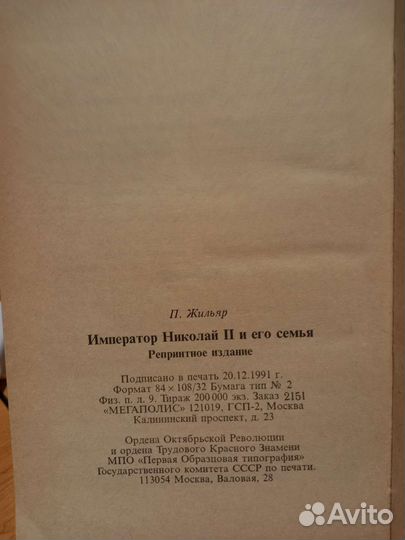 П. Жильяр
Император Николай II и его семья
Репринтное издание
Подписано в печать 20.12.1991 г.
Формат 84 × 108/32 Бумага тип № 2
Физ. п. л. 9. Тираж 200 000 экз. Заказ 2151
«МЕГАПОЛИС» 121019, ГСП-2, Москва
Калининский проспект, д. 23
Ордена Октябрьской Революции
и ордена Трудового Красного Знамени
МПО «Первая Образцовая типография»
Государственного комитета СССР по печати.
113054 Москва, Валовая, 28
Avito